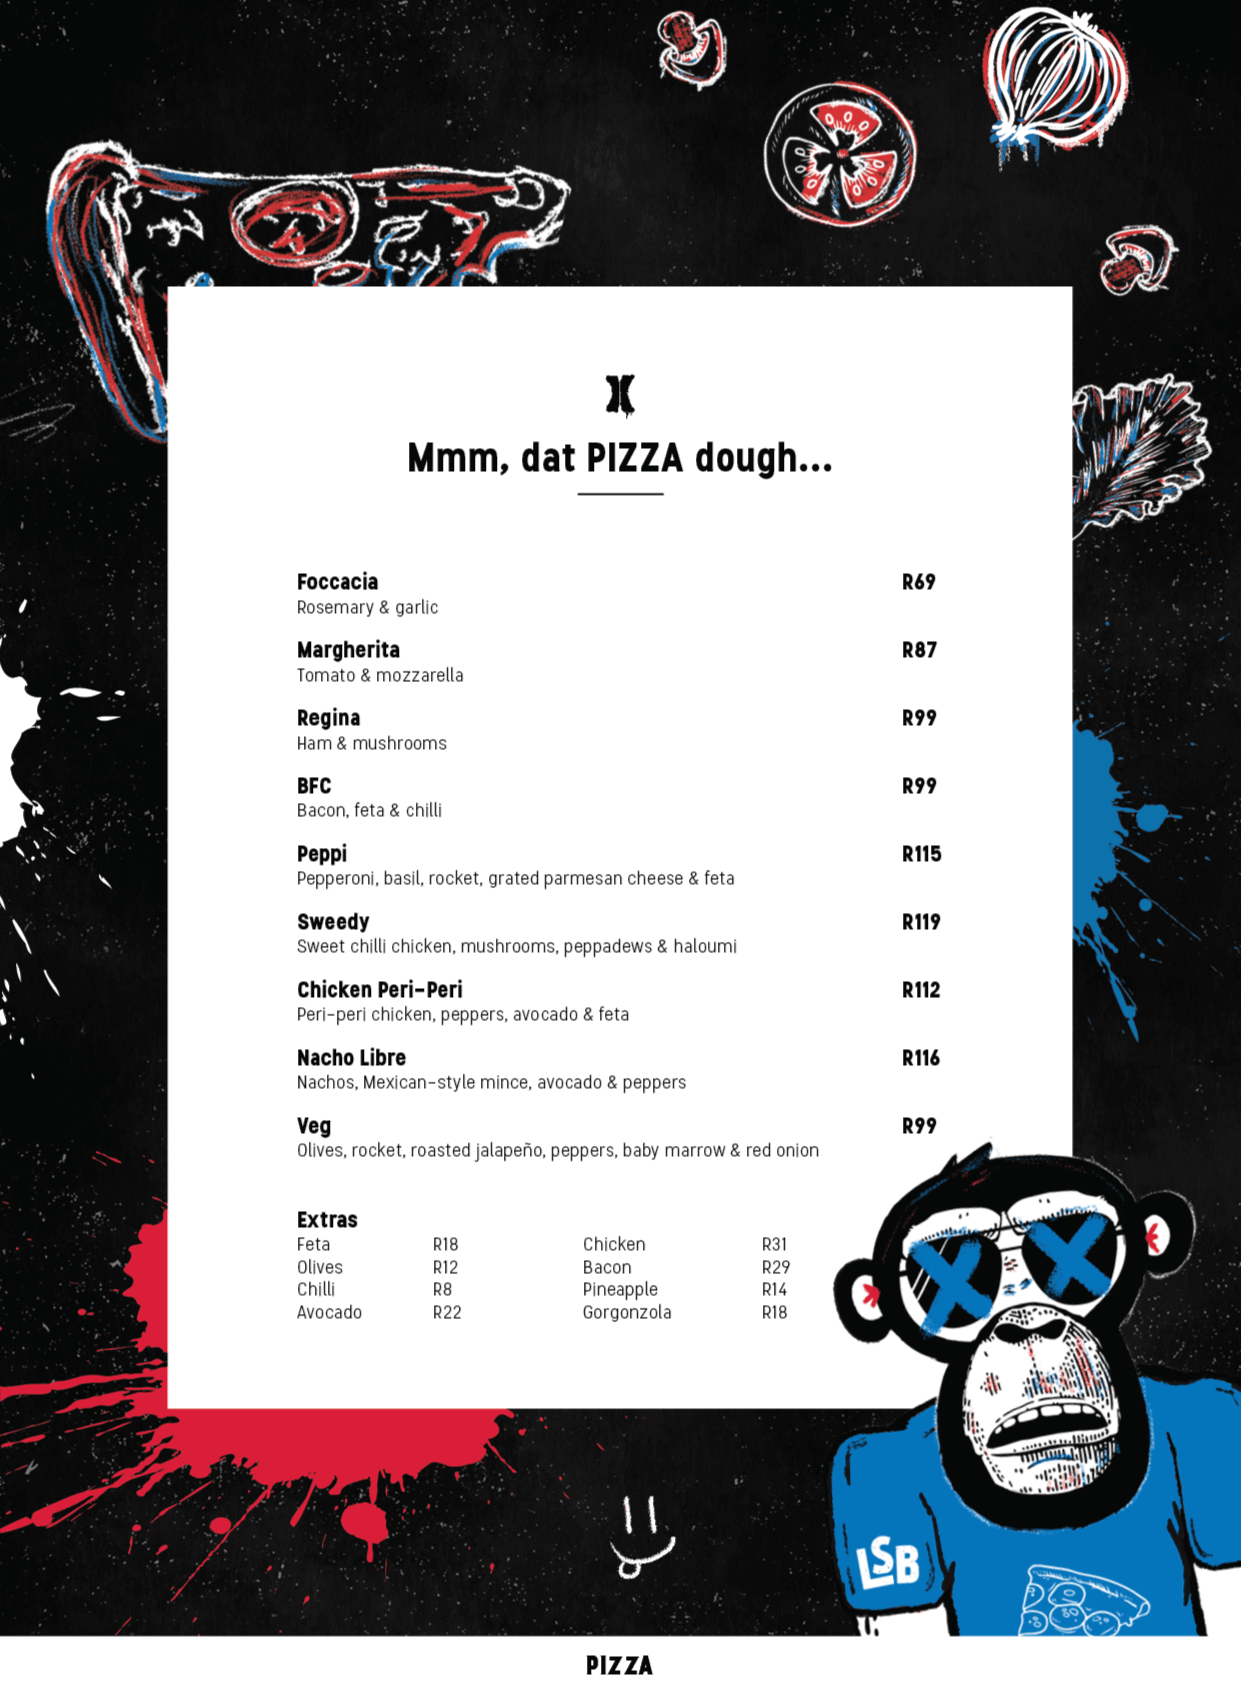 Mmm, dat PIZZA dough...
Foccacia R69
Rosemary & garlic
Margherita R87
Tomato & mozzarella
Regina R99
Ham & mushrooms
BFC R99
Bacon, feta & chilli
Peppi R115
Pepperoni, basil, rocket, grated parmesan cheese & feta
Sweedy R119
Sweet chilli chicken, mushrooms, peppadews & haloumi
Chicken Peri-Peri R112
Peri-peri chicken, peppers, avocado & feta
Nacho Libre R116
Nachos, Mexican-style mince, avocado & peppers
Veg R99
Olives, rocket, roasted jalapeño, peppers, baby marrow & red onion
Extras
Feta R18 Chicken R31
Olives R12 Bacon R29
Chilli R8 Pineapple R14
Avocado R22 Gorgonzola R18
LSB
PIZZA